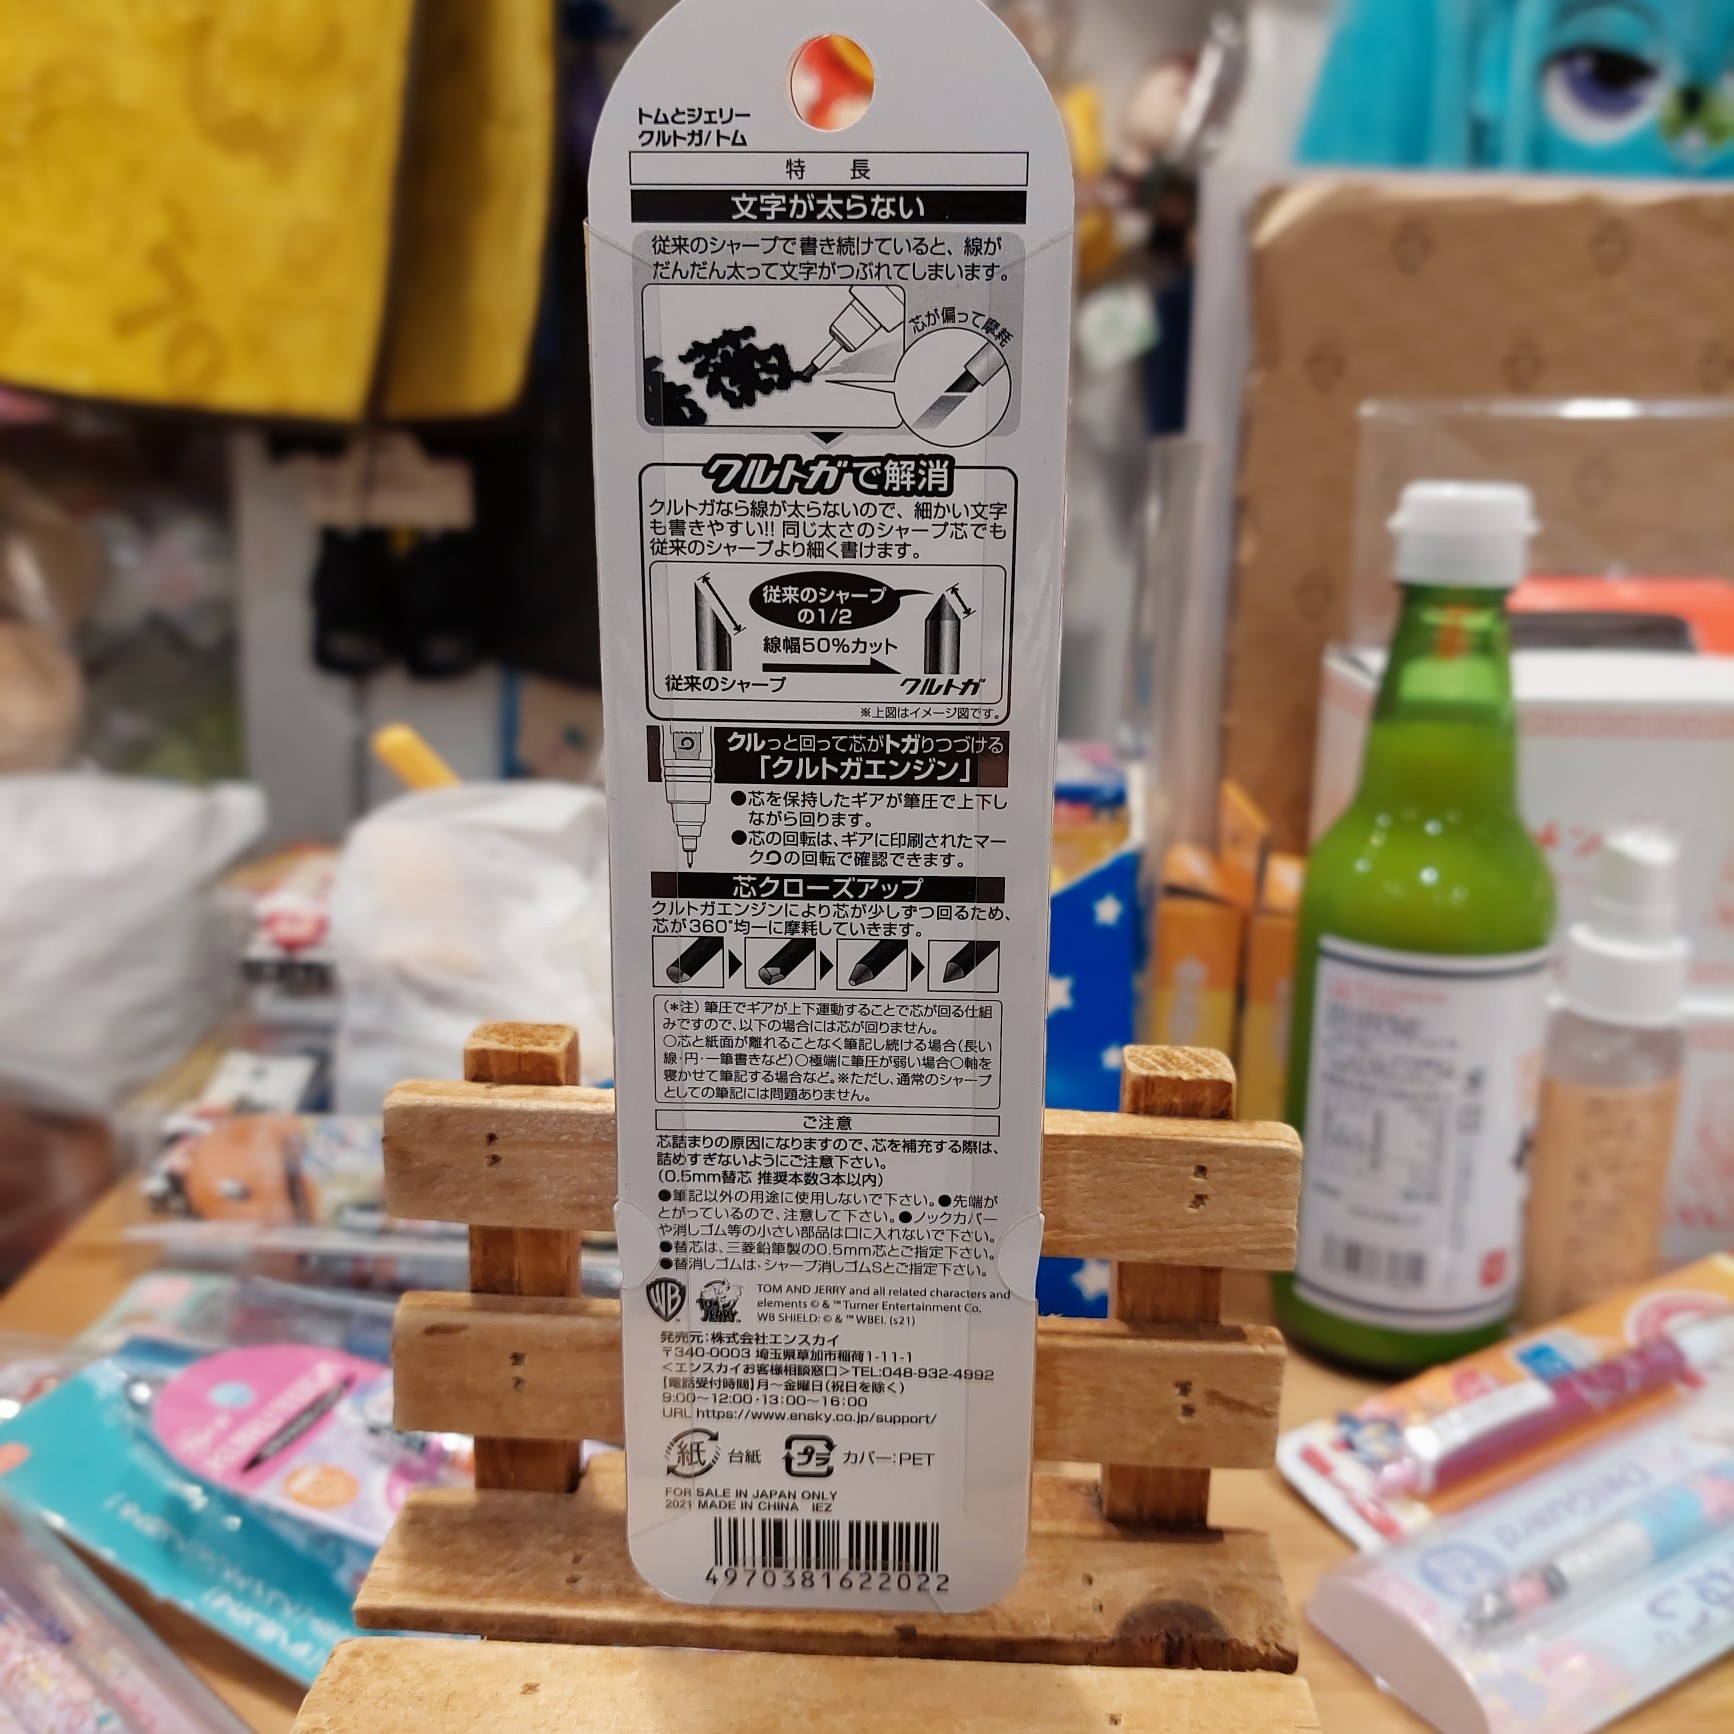 トムとジェリー
クルトガ/トム
特 長
文字が太らない
従来のシャープで書き続けていると、線が
だんだん太って文字がつぶれてしまいます。
芯が偏って摩耗
クルトガで解消
クルトガなら線が太らないので、細かい文字
も書きやすい!! 同じ太さのシャープ芯でも
従来のシャープより細く書けます。
従来のシャープ
の1/2
線幅50%カット
従来のシャープ
クルトガ
※上図はイメージ図です。
クルっと回って芯がトガりつづける
「クルトガエンジン」
●芯を保持したギアが筆圧で上下し
ながら回ります。
●芯の回転は、ギアに印刷されたマー
クの回転で確認できます。
芯クローズアップ
クルトガエンジンにより芯が少しずつ回るため、
芯が360°均一に摩耗していきます。
(*注) 筆圧でギアが上下運動することで芯が回る仕組
みですので、以下の場合には芯が回りません。
○芯と紙面が離れることなく筆記し続ける場合(長い
線・円・一筆書きなど)○極端に筆圧が弱い場合○軸を
寝かせて筆記する場合など。※ただし、通常のシャープ
としての筆記には問題ありません。
ご注意
芯詰まりの原因になりますので、芯を補充する際は、
詰めすぎないようにご注意下さい。
(0.5mm替芯 推奨本数3本以内)
●筆記以外の用途に使用しないで下さい。●先端が
とがっているので、注意して下さい。●ノックカバー
や消しゴム等の小さい部品は口に入れないで下さい。
●替芯は、三菱鉛筆製の0.5mm芯とご指定下さい。
●替消しゴムは、シャープ消しゴムSとご指定下さい。
WB
TOM AND JERRY and all related characters and
elements © & ™ Turner Entertainment Co.
WB SHIELD: © & ™ WBEI. (s21)
発売元:株式会社エンスカイ
〒340-0003 埼玉県草加市稲荷1-11-1
<エンスカイお客様相談窓口>TEL:048-932-4992
[電話受付時間]月~金曜日(祝日を除く)
9:00~12:00・13:00~16:00
URL https://www.ensky.co.jp/support/
紙 台紙 プラ カバー:PET
FOR SALE IN JAPAN ONLY
2021 MADE IN CHINA IEZ
4970381622022